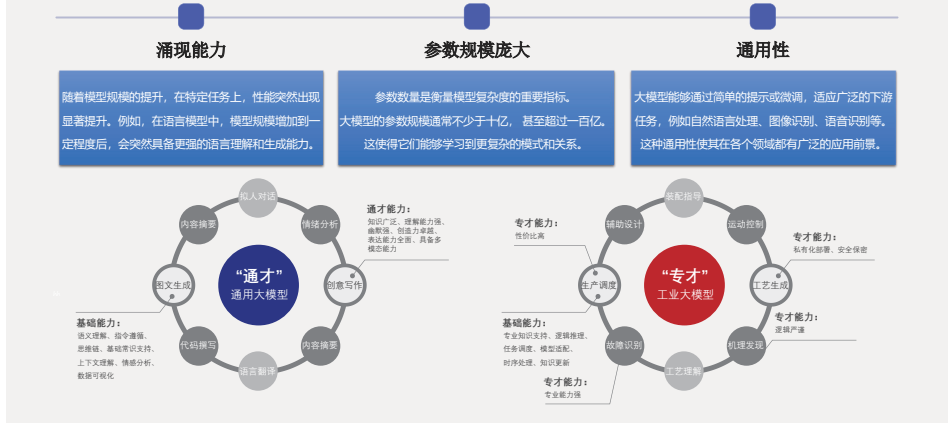 涌现能力
参数规模庞大
通用性
随着模型规模的提升，在特定任务上，性能突然出现
显著提升。例如，在语言模型中，模型规模增加到一
定程度后，会突然具备更强的语言理解和生成能力。
参数数量是衡量模型复杂度的重要指标。
大模型的参数规模通常不少于十亿，甚至超过一百亿。
这使得它们能够学习到更复杂的模式和关系。
大模型能够通过简单的提示或微调，适应广泛的下游
任务，例如自然语言处理、图像识别、语音识别等。
这种通用性使其在各个领域都有广泛的应用前景。
拟人对话
内容摘要
情绪分析
图文生成
创意写作
代码撰写
内容摘要
语言翻译
“通才”
通用大模型
通才能力：
知识广泛、理解能力强、
幽默强、创造力卓越、
表达能力全面、具备多
模态能力
基础能力：
语义理解、指令遵循、
思维链、基础常识支持、
上下文理解、情感分析、
数据可视化
装配指导
辅助设计
运动控制
生产调度
工艺生成
故障识别
机理发现
工艺理解
“专才”
工业大模型
专才能力：
性价比高
专才能力：
私有化部署、安全保密
专才能力：
逻辑严谨
基础能力：
专业知识支持、逻辑推理、
任务调度、模型适配、
时序处理、知识更新
专才能力：
专业能力强